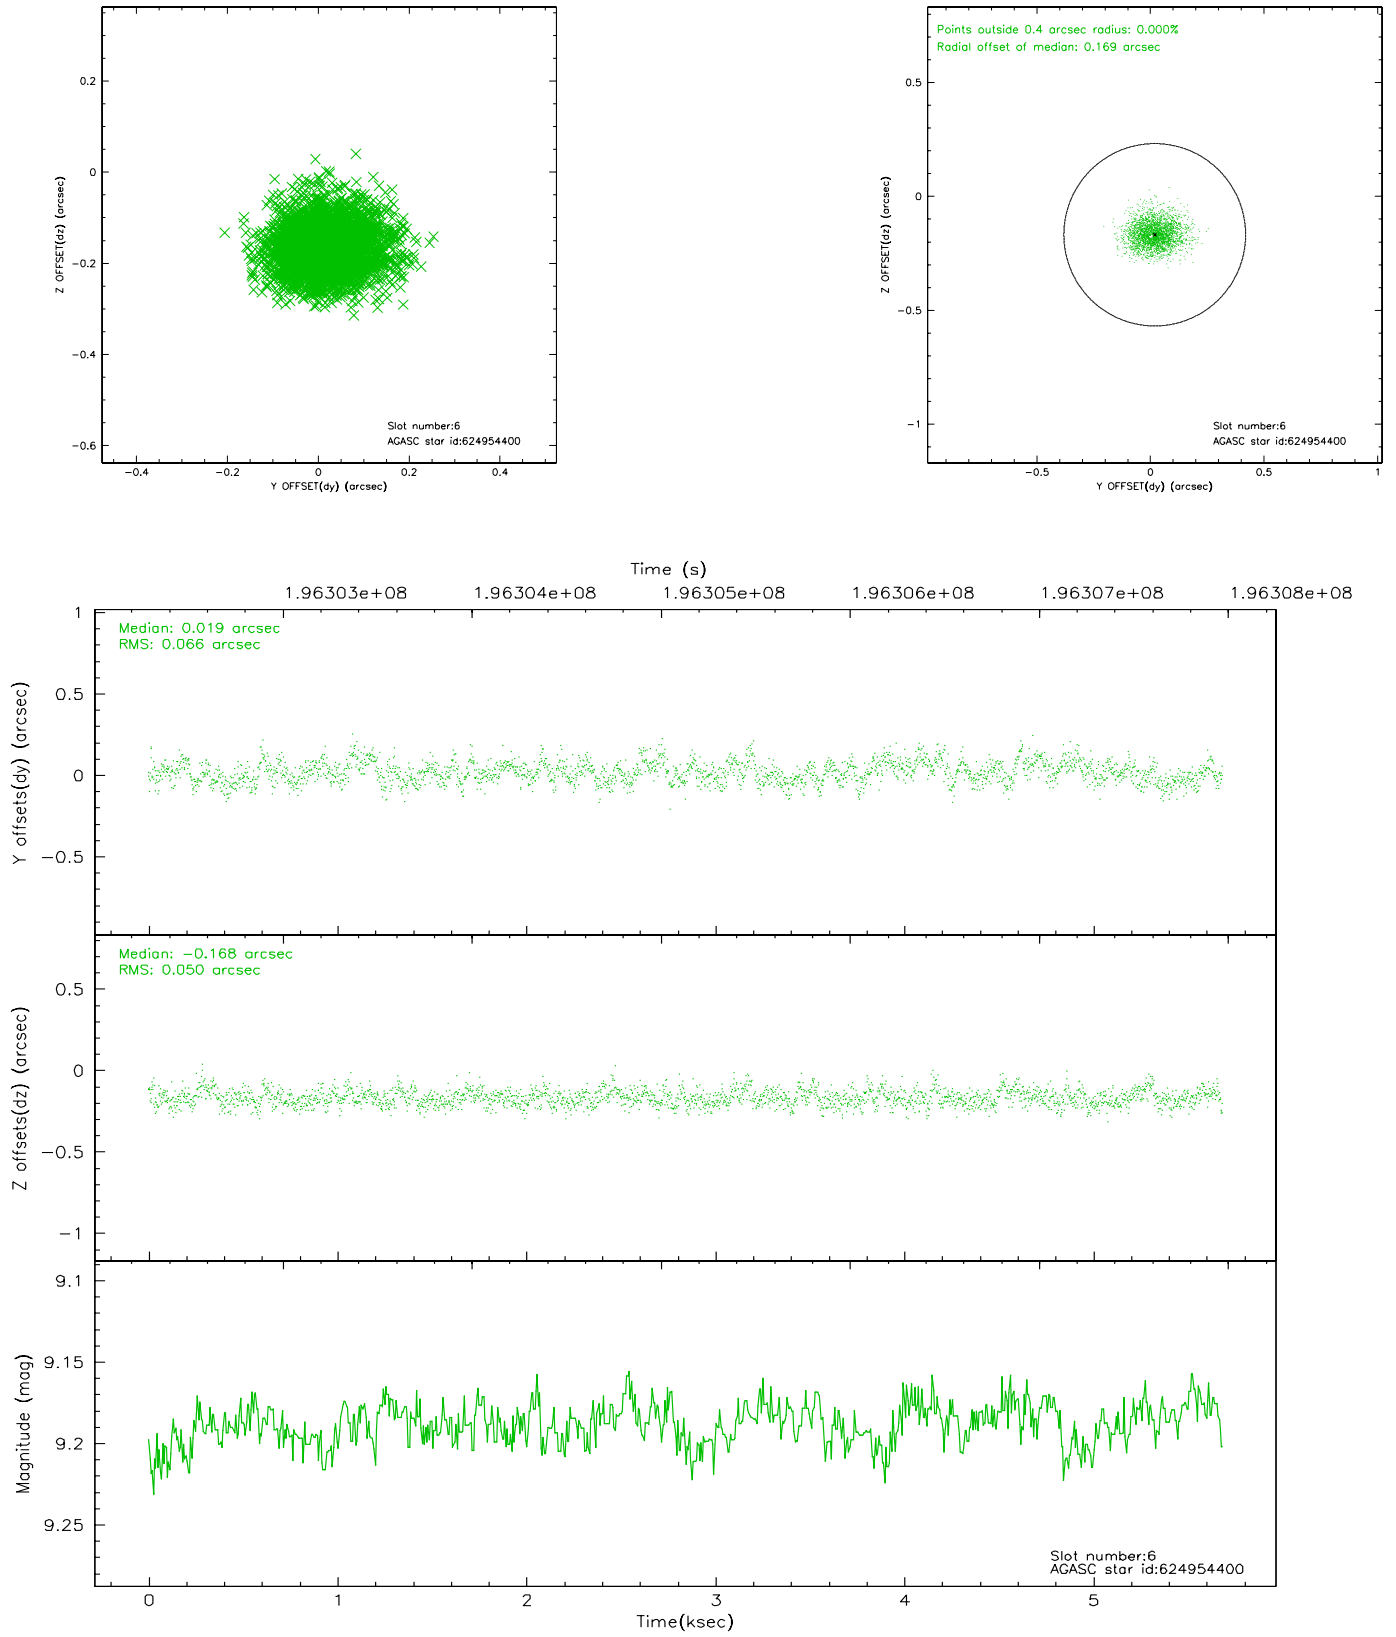 0.2
0
−0.2
−0.4
−0.6
−0.4
−0.2
0
0.2
0.4
Z OFFSET(dz) (arcsec)
Y OFFSET(dy) (arcsec)
Slot number:6
AGASC star id:624954400
Points outside 0.4 arcsec radius: 0.000%
Radial offset of median: 0.169 arcsec
0.5
0
−0.5
−1
−0.5
0
0.5
1
Z OFFSET(dz) (arcsec)
Y OFFSET(dy) (arcsec)
Slot number:6
AGASC star id:624954400
Time (s)
1.96303e+08
1.96304e+08
1.96305e+08
1.96306e+08
1.96307e+08
1.96308e+08
Median: 0.019 arcsec
RMS: 0.066 arcsec
1
0.5
0
−0.5
Y offsets(dy) (arcsec)
Median: −0.168 arcsec
RMS: 0.050 arcsec
0.5
0
−0.5
−1
Z offsets(dz) (arcsec)
9.1
9.15
9.2
9.25
Magnitude (mag)
Slot number:6
AGASC star id:624954400
0
1
2
3
4
5
Time(ksec)